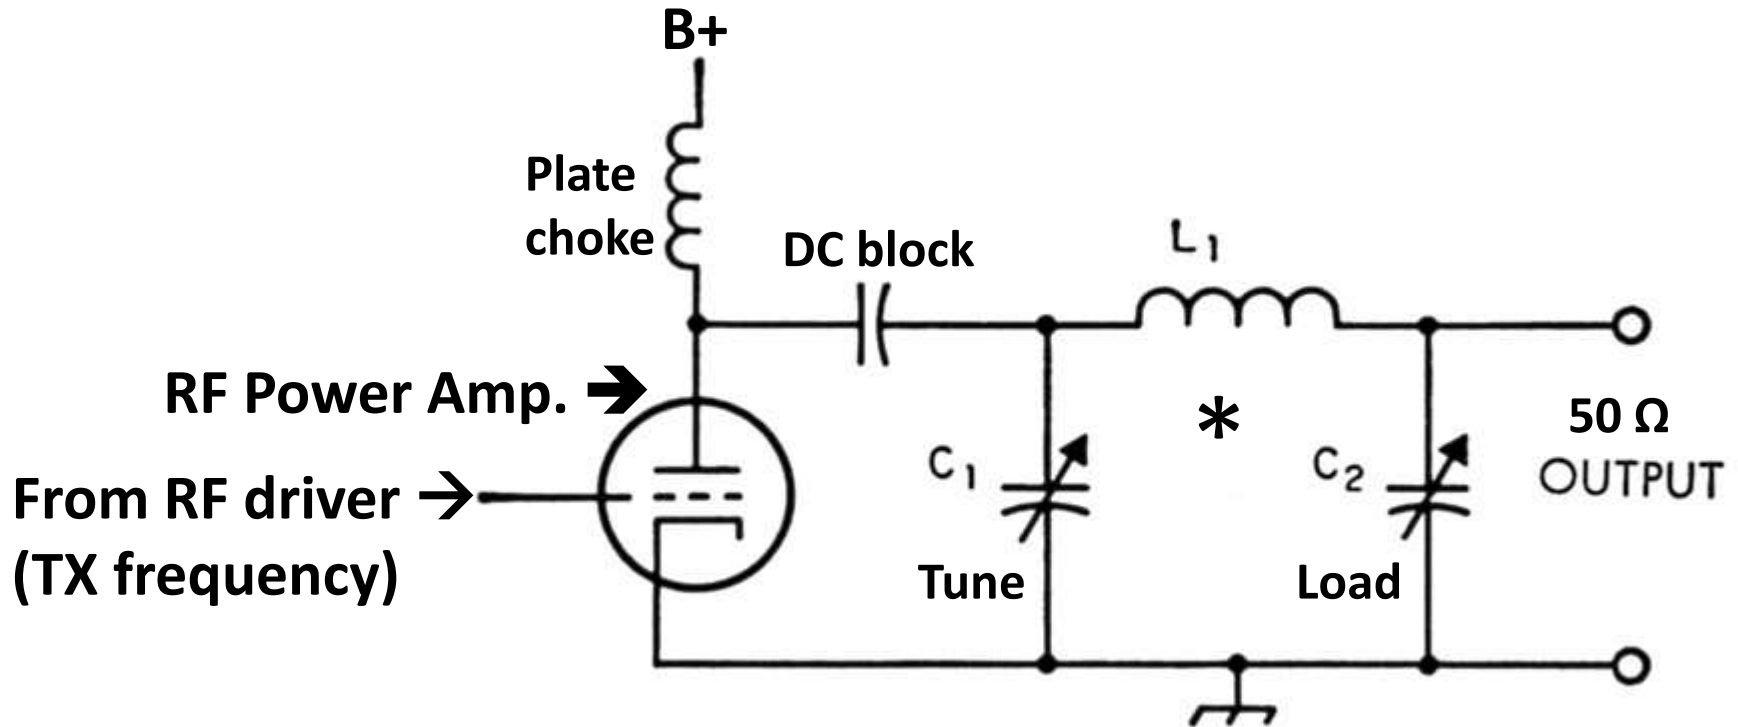 B+
Plate
choke
DC block
L1
RF Power Amp. ➔
From RF driver →
(TX frequency)
C1
Tune
*
C2
Load
50 Ω
OUTPUT